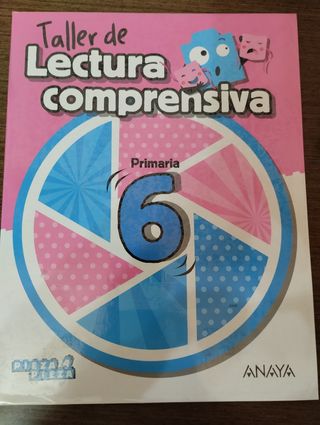 Taller de
Lectura
comprensiva
Primaria
6
PIEZA A
PIEZA
ANAYA